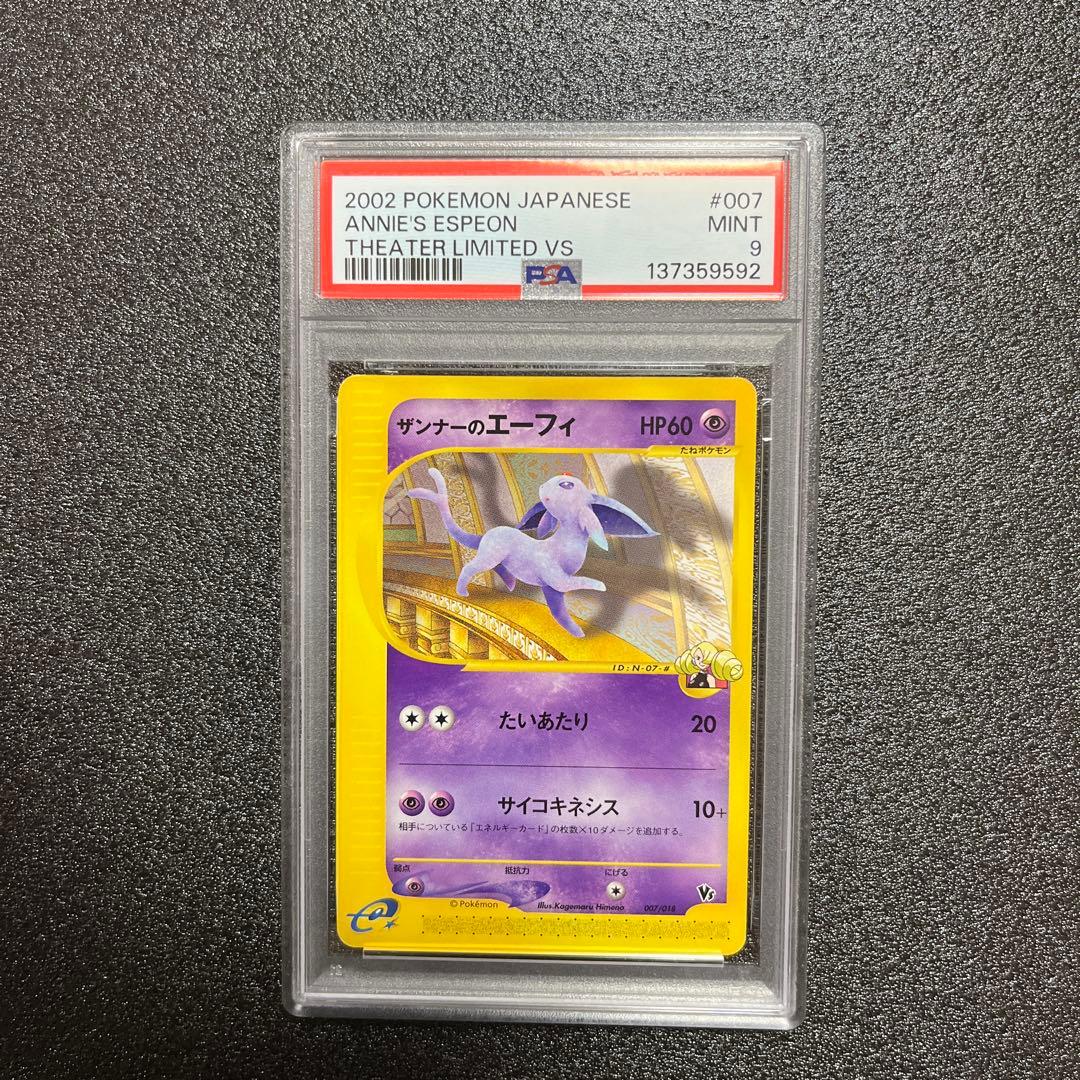 2002 POKEMON JAPANESE #007
ANNIE'S ESPEON MINT
THEATER LIMITED VS 9
PSA 137359592
ザンナーのエーフィ HP60
たねポケモン
ID:N-07-#
たいあたり 20
サイコキネシス 10+
相手についている「エネルギーカード」の枚数×10ダメージを追加する。
弱点 抵抗力 にげる
©Pokémon Illus.Kagemaru Himeno 007/018 VS
e